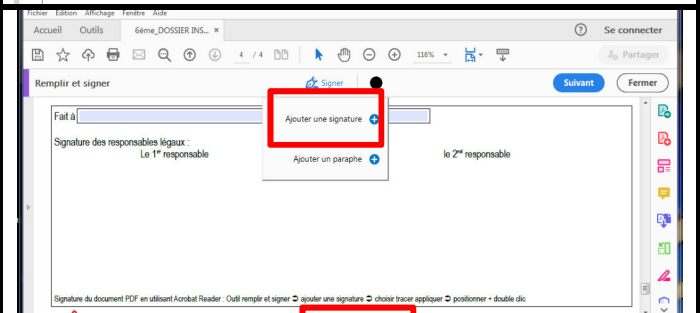 Fichier Edition Affichage Fenêtre Aide
Accueil Outils 6ème_DOSSIER INS... × ? Se connecter
4 / 4 116% Partager
Remplir et signer Signer Suivant Fermer
Fait à
Ajouter une signature
Signature des responsables légaux :
Le 1er responsable le 2nd responsable
Ajouter un paraphe
Signature du document PDF en utilisant Acrobat Reader : Outil remplir et signer ➲ ajouter une signature ➲ choisir tracer appliquer ➲ positionner + double clic